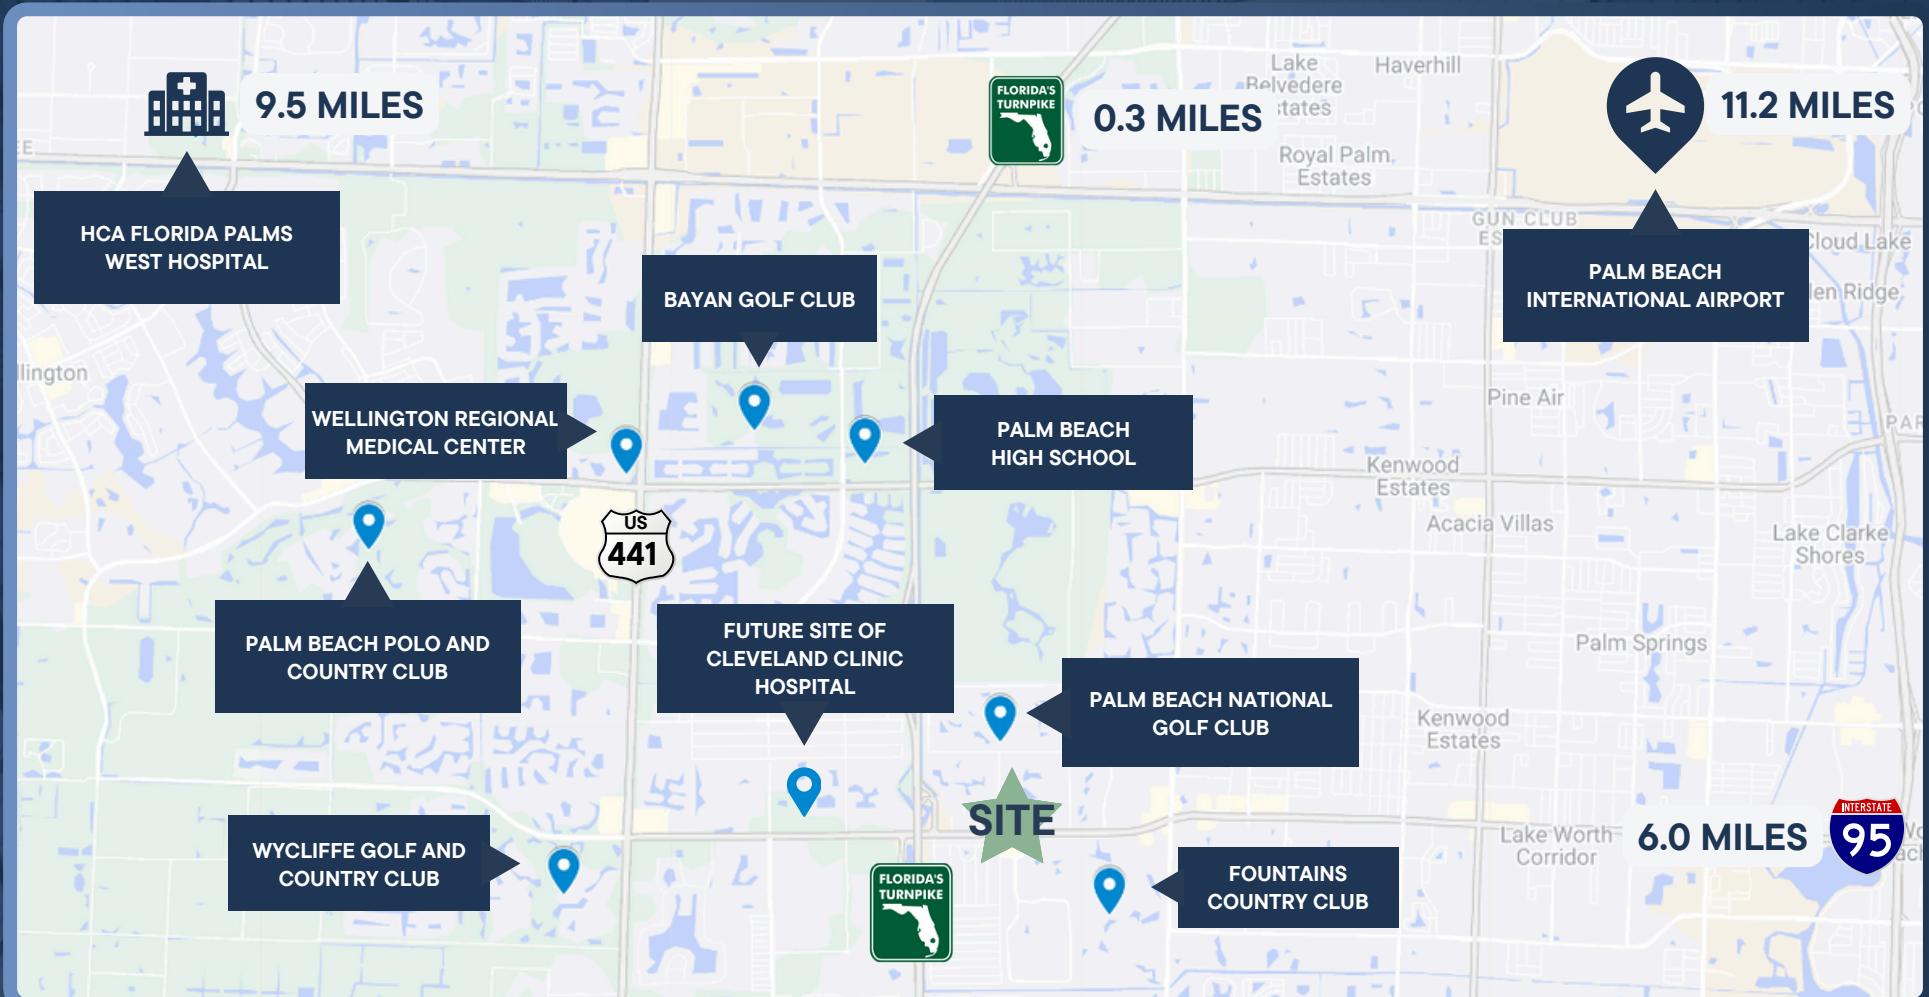 9.5 MILES
HCA FLORIDA PALMS
WEST HOSPITAL
FLORIDA'S
TURNPIKE
0.3 MILES
Lake
Belvedere
states
Haverhill
Royal Palm
Estates
11.2 MILES
GUN CLUB
ES
Cloud Lake
PALM BEACH
INTERNATIONAL AIRPORT
len Ridge
BAYAN GOLF CLUB
llington
WELLINGTON REGIONAL
MEDICAL CENTER
PALM BEACH
HIGH SCHOOL
Pine Air
PAR
Kenwood
Estates
Acacia Villas
Lake Clarke
Shores
US
441
PALM BEACH POLO AND
COUNTRY CLUB
FUTURE SITE OF
CLEVELAND CLINIC
HOSPITAL
PALM BEACH NATIONAL
GOLF CLUB
Palm Springs
Kenwood
Estates
SITE
WYCLIFFE GOLF AND
COUNTRY CLUB
FLORIDA'S
TURNPIKE
FOUNTAINS
COUNTRY CLUB
Lake Worth
Corridor
6.0 MILES
INTERSTATE
95